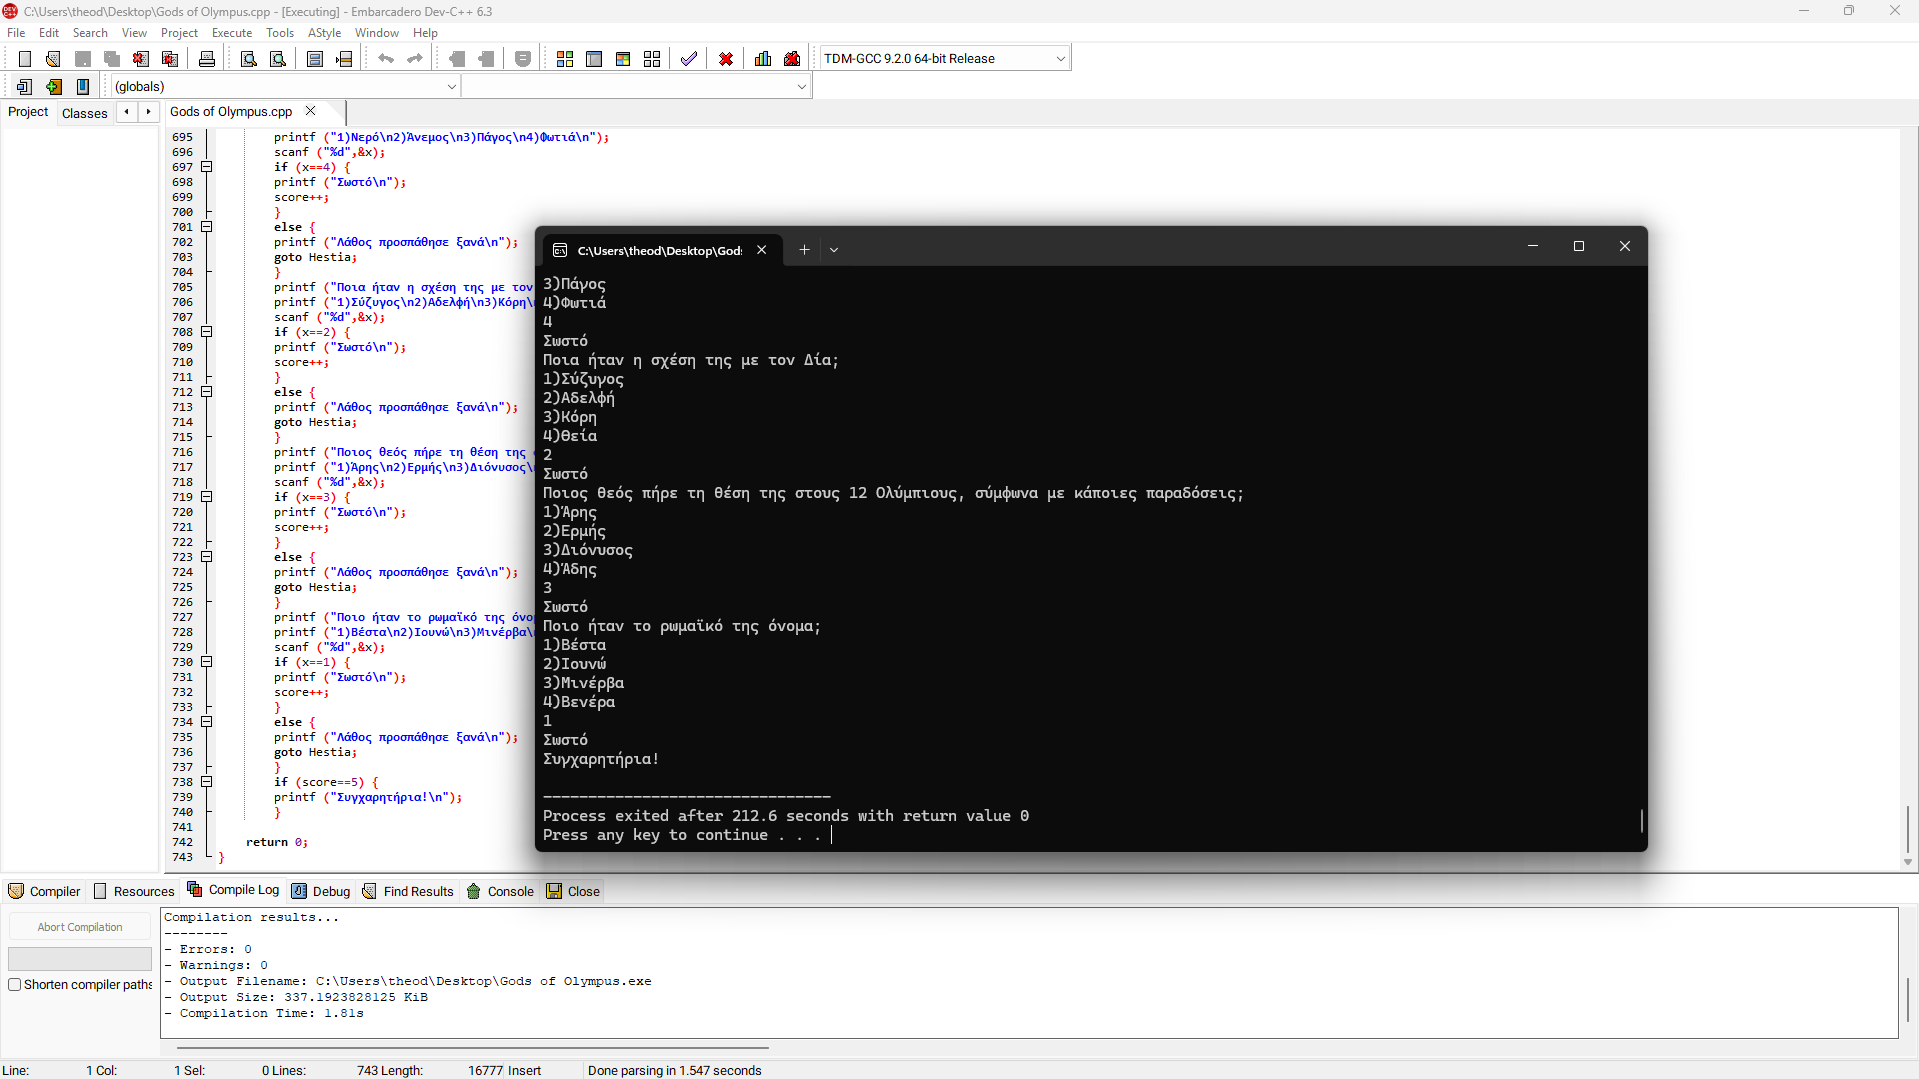 C:\Users\theod\Desktop\Gods of Olympus.cpp - [Executing] - Embarcadero Dev-C++ 6.3
File Edit Search View Project Execute Tools AStyle Window Help
TDM-GCC 9.2.0 64-bit Release
(globals)
Project Classes Gods of Olympus.cpp
695 printf ("1)Νερό\n2)Άνεμος\n3)Πάγος\n4)Φωτιά\n");
696 scanf ("%d",&x);
697 if (x==4) {
698 printf ("Σωστό\n");
699 score++;
700 }
701 else {
702 printf ("Λάθος προσπάθησε ξανά\n");
703 goto Hestia;
704 }
705 printf ("Ποια ήταν η σχέση της με τον
706 printf ("1)Σύζυγος\n2)Αδελφή\n3)Κόρη\
707 scanf ("%d",&x);
708 if (x==2) {
709 printf ("Σωστό\n");
710 score++;
711 }
712 else {
713 printf ("Λάθος προσπάθησε ξανά\n");
714 goto Hestia;
715 }
716 printf ("Ποιος θεός πήρε τη θέση της
717 printf ("1)Άρης\n2)Ερμής\n3)Διόνυσος\
718 scanf ("%d",&x);
719 if (x==3) {
720 printf ("Σωστό\n");
721 score++;
722 }
723 else {
724 printf ("Λάθος προσπάθησε ξανά\n");
725 goto Hestia;
726 }
727 printf ("Ποιο ήταν το ρωμαϊκό της όνο
728 printf ("1)Βέστα\n2)Ιουνώ\n3)Μινέρβα\
729 scanf ("%d",&x);
730 if (x==1) {
731 printf ("Σωστό\n");
732 score++;
733 }
734 else {
735 printf ("Λάθος προσπάθησε ξανά\n");
736 goto Hestia;
737 }
738 if (score==5) {
739 printf ("Συγχαρητήρια!\n");
740 }
741
742 return 0;
743 }
C:\Users\theod\Desktop\Gods
3)Πάγος
4)Φωτιά
4
Σωστό
Ποια ήταν η σχέση της με τον Δία;
1)Σύζυγος
2)Αδελφή
3)Κόρη
4)Θεία
2
Σωστό
Ποιος θεός πήρε τη θέση της στους 12 Ολύμπιους, σύμφωνα με κάποιες παραδόσεις;
1)Άρης
2)Ερμής
3)Διόνυσος
4)Άδης
3
Σωστό
Ποιο ήταν το ρωμαϊκό της όνομα;
1)Βέστα
2)Ιουνώ
3)Μινέρβα
4)Βενέρα
1
Σωστό
Συγχαρητήρια!
--------------------------------
Process exited after 212.6 seconds with return value 0
Press any key to continue . . .
Compiler Resources Compile Log Debug Find Results Console Close
Abort Compilation
Shorten compiler paths
Compilation results...
--------
- Errors: 0
- Warnings: 0
- Output Filename: C:\Users\theod\Desktop\Gods of Olympus.exe
- Output Size: 337.1923828125 KiB
- Compilation Time: 1.81s
Line: 1 Col: 1 Sel: 0 Lines: 743 Length: 16777 Insert Done parsing in 1.547 seconds